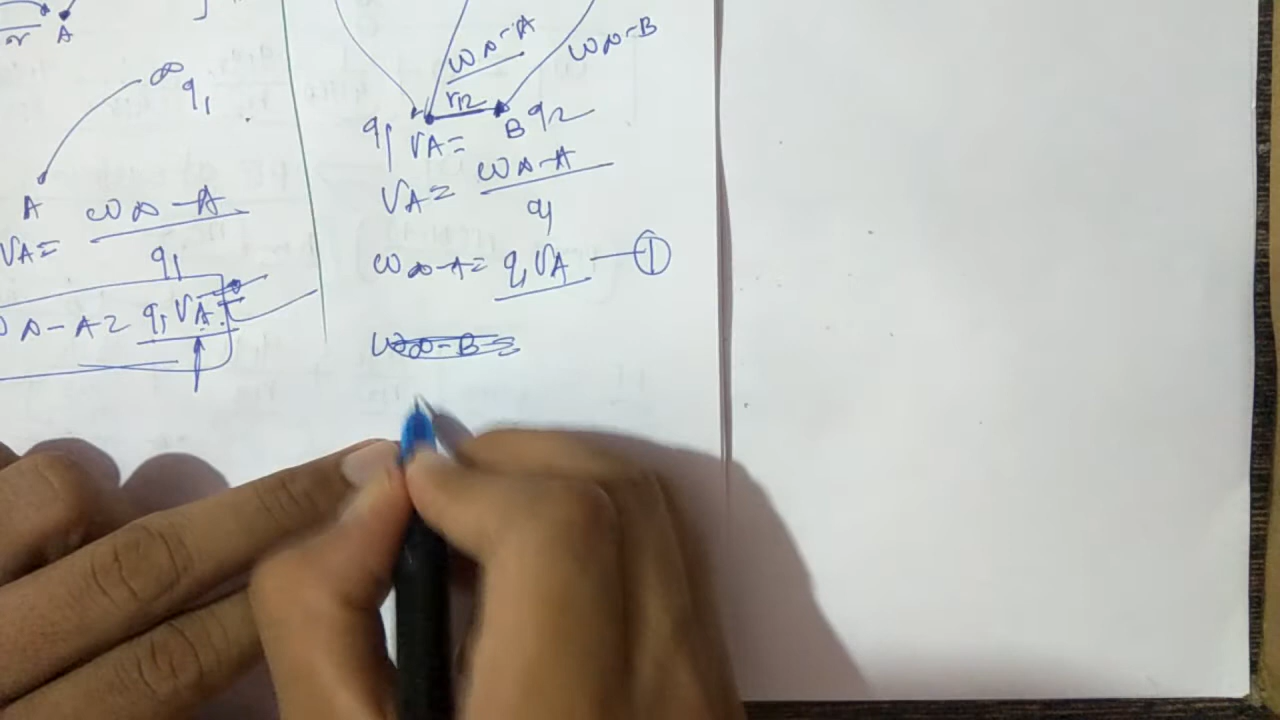 r A
∞ q1
A
VA = W∞-A / q1
W∞-A = q1VA
W∞-A
W∞-B
r12
q1 VA = B q2
VA = W∞-A / q1
W∞-A = q1VA — ①
W∞-B =